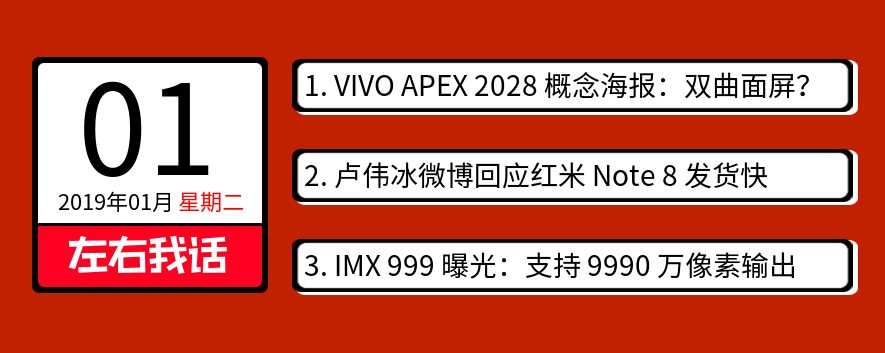 01
2019年01月 星期二
左右我话
1. VIVO APEX 2028 概念海报：双曲面屏？
2. 卢伟冰微博回应红米 Note 8 发货快
3. IMX 999 曝光：支持 9990 万像素输出